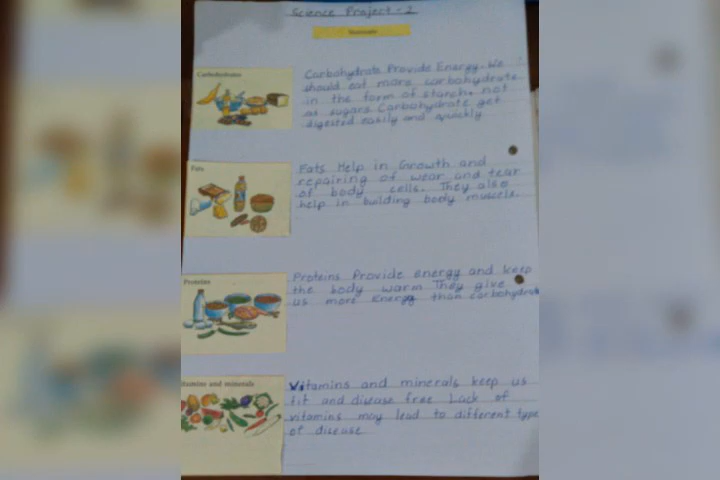 Science Project - 2
Nutrients
Carbohydrates
Carbohydrate Provide Energy. We
should eat more carbohydrate
in the form of starch, not
as sugars. Carbohydrate get
digested easily and quickly
Fats
Fats Help in Growth and
repairing of wear and tear
of body cells. They also
help in building body muscle.
Proteins
Proteins Provide energy and keep
the body warm They give
us more Energy than carbohydrate
Vitamins and minerals
Vitamins and minerals keep us
fit and disease free Lack of
vitamins may lead to different type
of disease